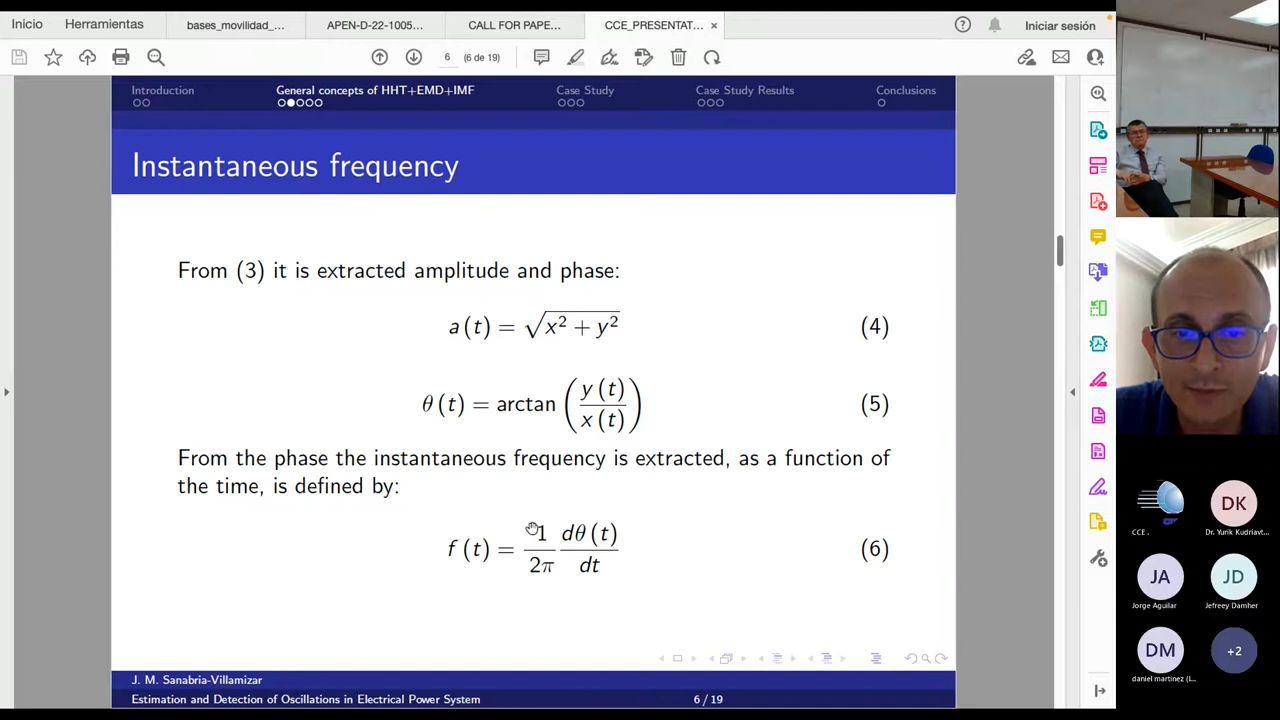 Inicio
Herramientas
bases_movilidad_...
APEN-D-22-1005...
CALL FOR PAPE...
CCE_PRESENTAT...
Iniciar sesión
6
(6 de 19)
Introduction
General concepts of HHT+EMD+IMF
Case Study
Case Study Results
Conclusions
Instantaneous frequency
From (3) it is extracted amplitude and phase:
a (t) = √x² + y² (4)
θ (t) = arctan ( y (t) / x (t) ) (5)
From the phase the instantaneous frequency is extracted, as a function of
the time, is defined by:
f (t) = 1/2π dθ (t)/dt (6)
J. M. Sanabria-Villamizar
Estimation and Detection of Oscillations in Electrical Power System
6 / 19
CCE .
DK
Dr. Yurik Kudriavt...
JA
Jorge Aguilar
JD
Jefreey Damher
DM
daniel martinez (L...
+2